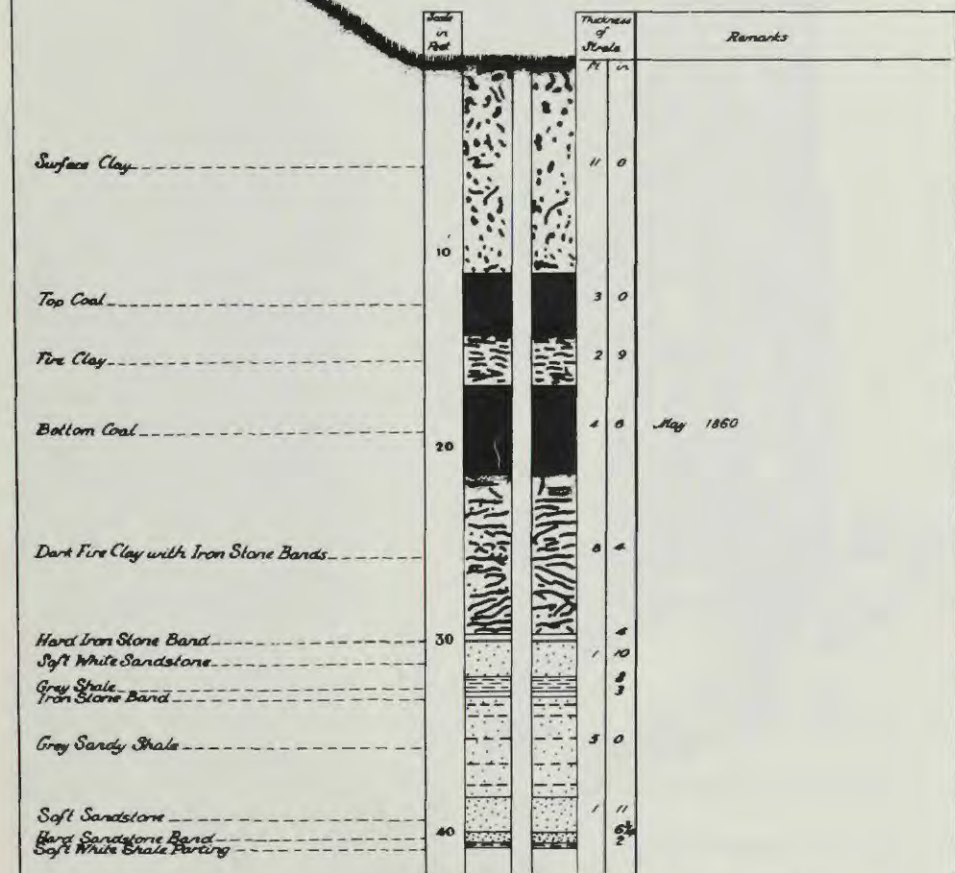 Scale in Feet
Thickness of Strata
Remarks
Ft in
Surface Clay 11 0
10
Top Coal 3 0
Fire Clay 2 9
Bottom Coal 4 6 May 1860
20
Dark Fire Clay with Iron Stone Bands 8 4
Hard Iron Stone Band 30 4
Soft White Sandstone 1 10
Grey Shale 8
Iron Stone Band 3
Grey Sandy Shale 5 0
Soft Sandstone 1 11
Hard Sandstone Band 40
Soft White Shale Parting 2